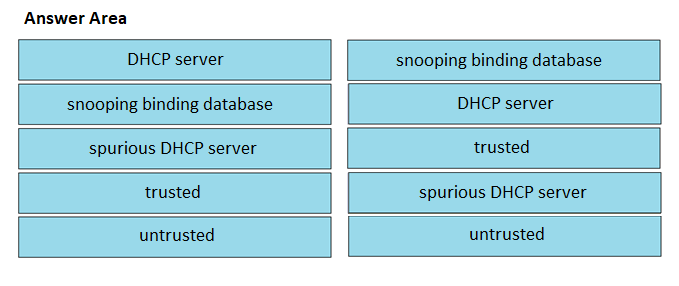 Answer Area
DHCP server
snooping binding database
spurious DHCP server
trusted
untrusted
snooping binding database
DHCP server
trusted
spurious DHCP server
untrusted